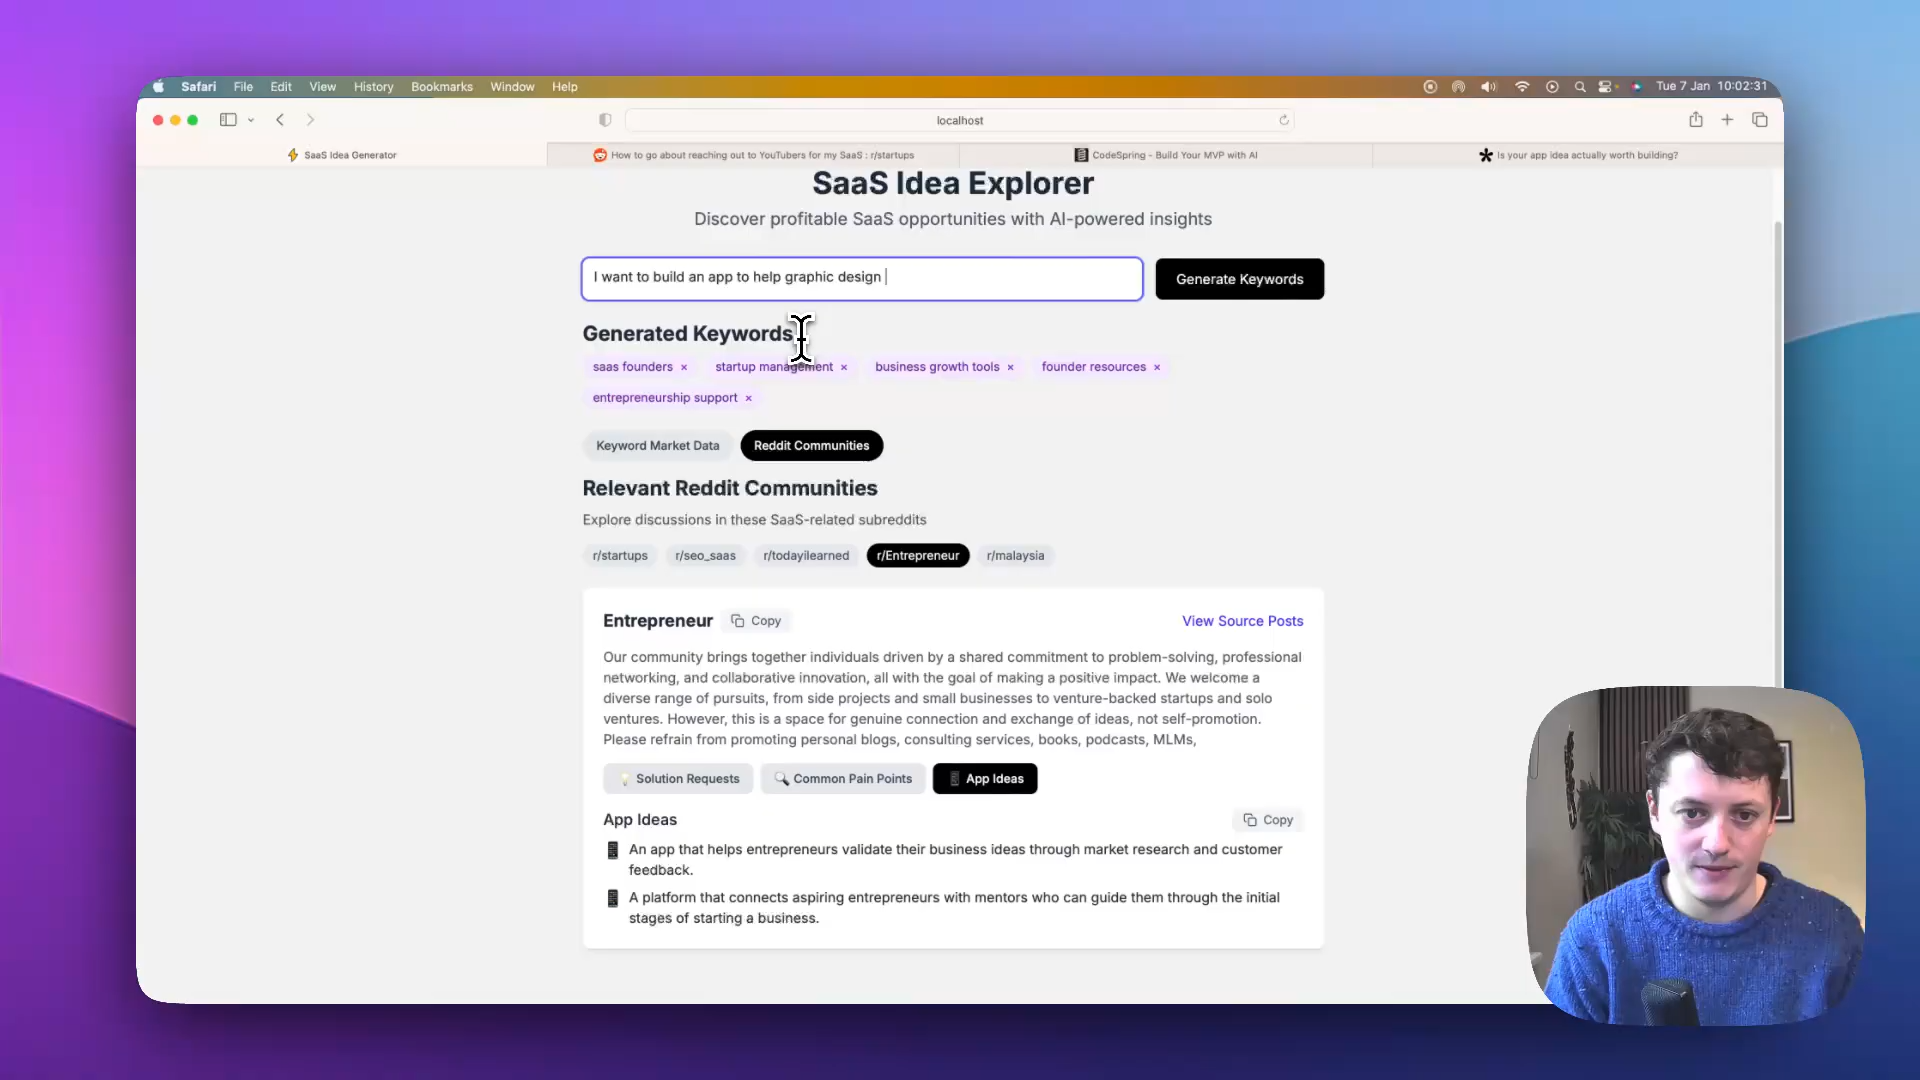 Safari File Edit View History Bookmarks Window Help Tue 7 Jan 10:02:31
localhost
SaaS Idea Generator
How to go about reaching out to YouTubers for my SaaS : r/startups
CodeSpring - Build Your MVP with AI
Is your app idea actually worth building?
SaaS Idea Explorer
Discover profitable SaaS opportunities with AI-powered insights
I want to build an app to help graphic design
Generate Keywords
Generated Keywords
saas founders × startup management × business growth tools × founder resources ×
entrepreneurship support ×
Keyword Market Data Reddit Communities
Relevant Reddit Communities
Explore discussions in these SaaS-related subreddits
r/startups r/seo_saas r/todayilearned r/Entrepreneur r/malaysia
Entrepreneur Copy View Source Posts
Our community brings together individuals driven by a shared commitment to problem-solving, professional
networking, and collaborative innovation, all with the goal of making a positive impact. We welcome a
diverse range of pursuits, from side projects and small businesses to venture-backed startups and solo
ventures. However, this is a space for genuine connection and exchange of ideas, not self-promotion.
Please refrain from promoting personal blogs, consulting services, books, podcasts, MLMs,
Solution Requests Common Pain Points App Ideas
App Ideas Copy
An app that helps entrepreneurs validate their business ideas through market research and customer
feedback.
A platform that connects aspiring entrepreneurs with mentors who can guide them through the initial
stages of starting a business.